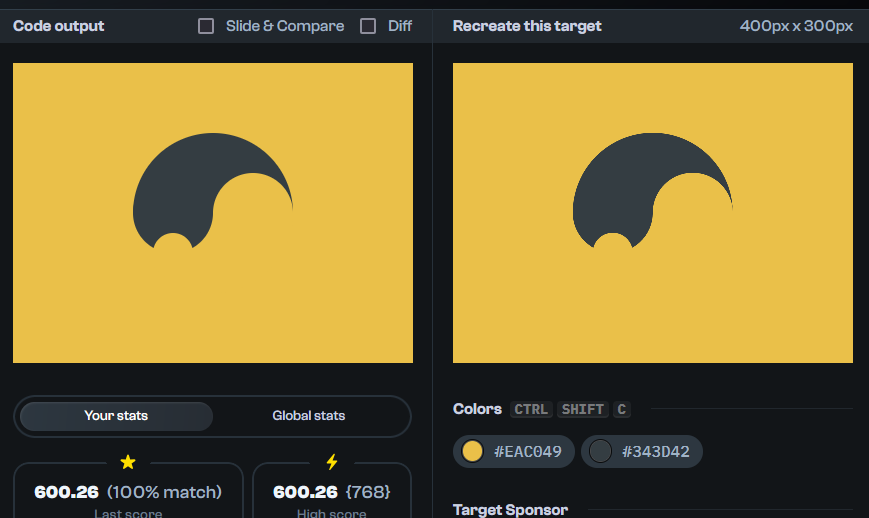 Code output
Slide & Compare
Diff
Recreate this target
400px x 300px
Your stats
Global stats
Colors CTRL SHIFT C
#EAC049
#343D42
600.26 (100% match)
Last score
600.26 {768}
High score
Target Sponsor